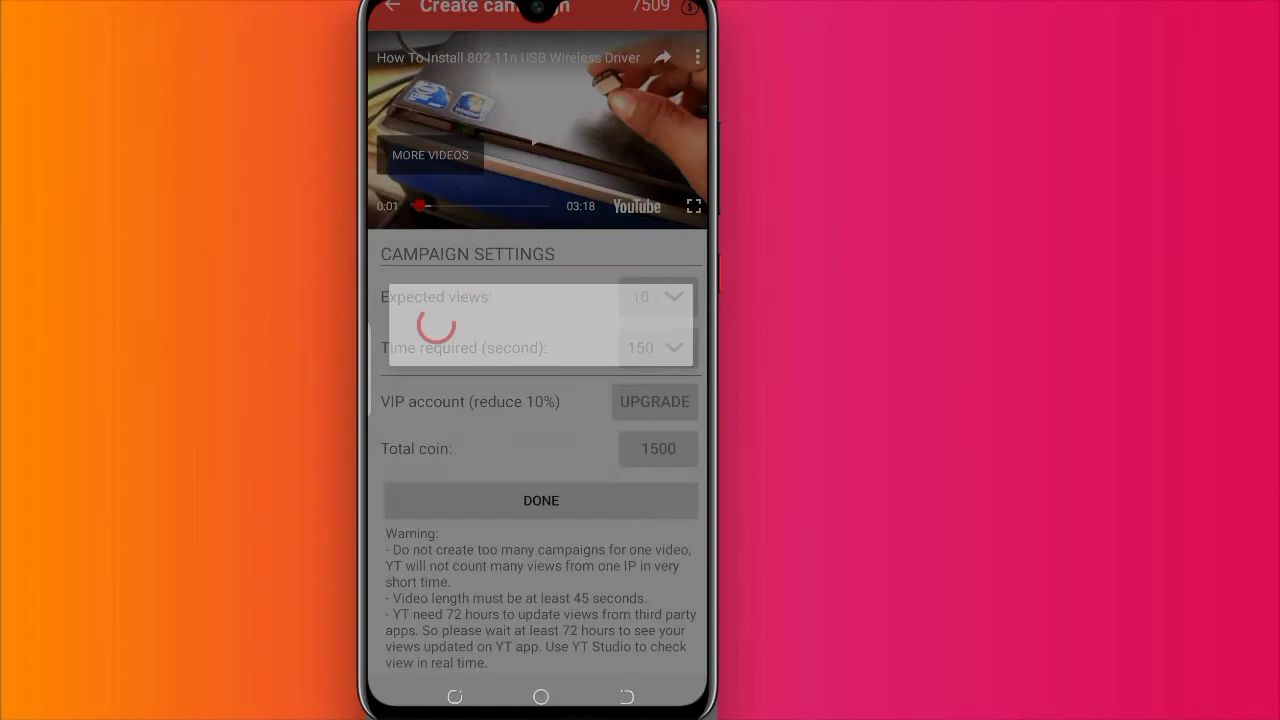 Create campaign
7509
How To Install 802.11n USB Wireless Driver
MORE VIDEOS
0:01
03:18
YouTube
CAMPAIGN SETTINGS
Expected views:
10
Time required (second):
150
VIP account (reduce 10%)
UPGRADE
Total coin:
1500
DONE
Warning:
- Do not create too many campaigns for one video,
YT will not count many views from one IP in very
short time.
- Video length must be at least 45 seconds.
- YT need 72 hours to update views from third party
apps. So please wait at least 72 hours to see your
views updated on YT app. Use YT Studio to check
view in real time.